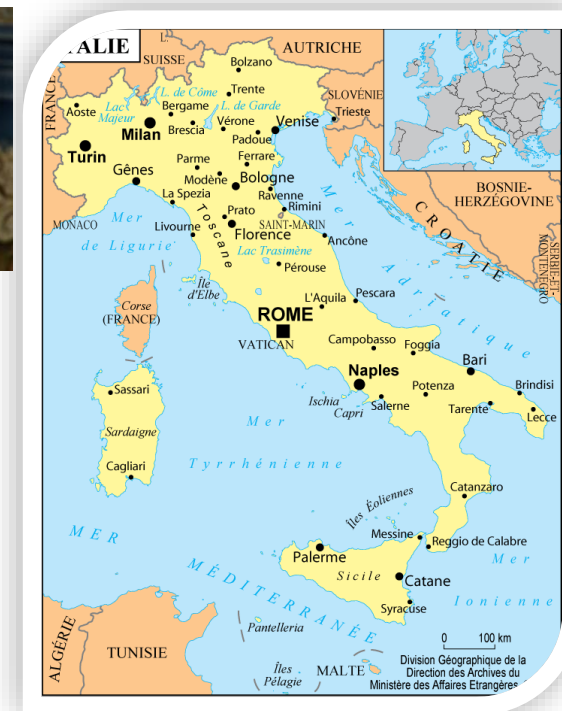 TALIE
L.
SUISSE
AUTRICHE
FRANCE
Bolzano
SLOVÉNIE
Aoste
Lac
Majeur
L. de Côme
Trente
L. de Garde
Bergame
Milan
Brescia
Vérone
Padoue
Venise
Trieste
Turin
Parme
Ferrare
Gênes
Modène
Bologne
La Spezia
Ravenne
Rimini
BOSNIE-
HERZÉGOVINE
MONACO
Mer
de Ligurie
Livourne
Toscane
Prato
Florence
SAINT-MARIN
Ancône
CROATIE
SERBIE-ET-
MONTÉNÉGRO
Lac Trasimène
Pérouse
Mer
Adriatique
Île
d'Elbe
Corse
(FRANCE)
L'Aquila
Pescara
ROME
VATICAN
Campobasso
Foggia
Bari
Naples
Potenza
Brindisi
Ischia
Capri
Salerne
Tarente
Lecce
Sassari
Sardaigne
Cagliari
Mer
Tyrrhénienne
Catanzaro
Îles Éoliennes
Messine
Reggio de Calabre
MER
MÉDITERRANÉE
Palerme
Sicile
Catane
Syracuse
Mer
Ionienne
ALGÉRIE
TUNISIE
Pantelleria
Îles
Pélagie
MALTE
0 100 km
Division Géographique de la
Direction des Archives du
Ministère des Affaires Etrangères